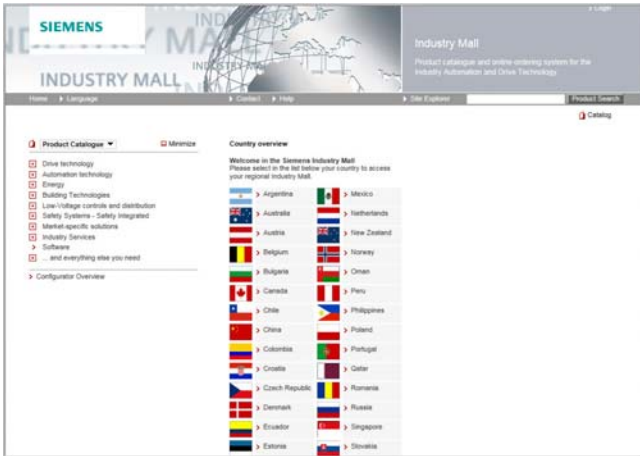 Login
SIEMENS
INDUSTRY MALL
Industry Mall
Product catalogue and online-ordering system for the
Industry Automation and Drive Technology
Home Language Contact Help Site Explorer Product Search
Catalog
Product Catalogue Minimize
Drive technology
Automation technology
Energy
Building Technologies
Low-Voltage controls and distribution
Safety Systems - Safety Integrated
Market-specific solutions
Industry Services
Software
... and everything else you need
Configurator Overview
Country overview
Welcome in the Siemens Industry Mall
Please select in the list below your country to access
your regional Industry Mall.
Argentina Mexico
Australia Netherlands
Austria New Zealand
Belgium Norway
Bulgaria Oman
Canada Peru
Chile Philippines
China Poland
Colombia Portugal
Croatia Qatar
Czech Republic Romania
Denmark Russia
Ecuador Singapore
Estonia Slovakia